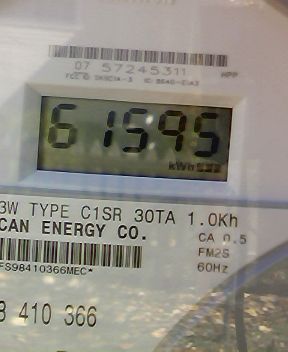 07 57245311 HPP
61595
kWh
3W TYPE C1SR 30TA 1.0Kh
CAN ENERGY CO.
CA 0.5
FM2S
60Hz
FS98410366MEC*
410 366